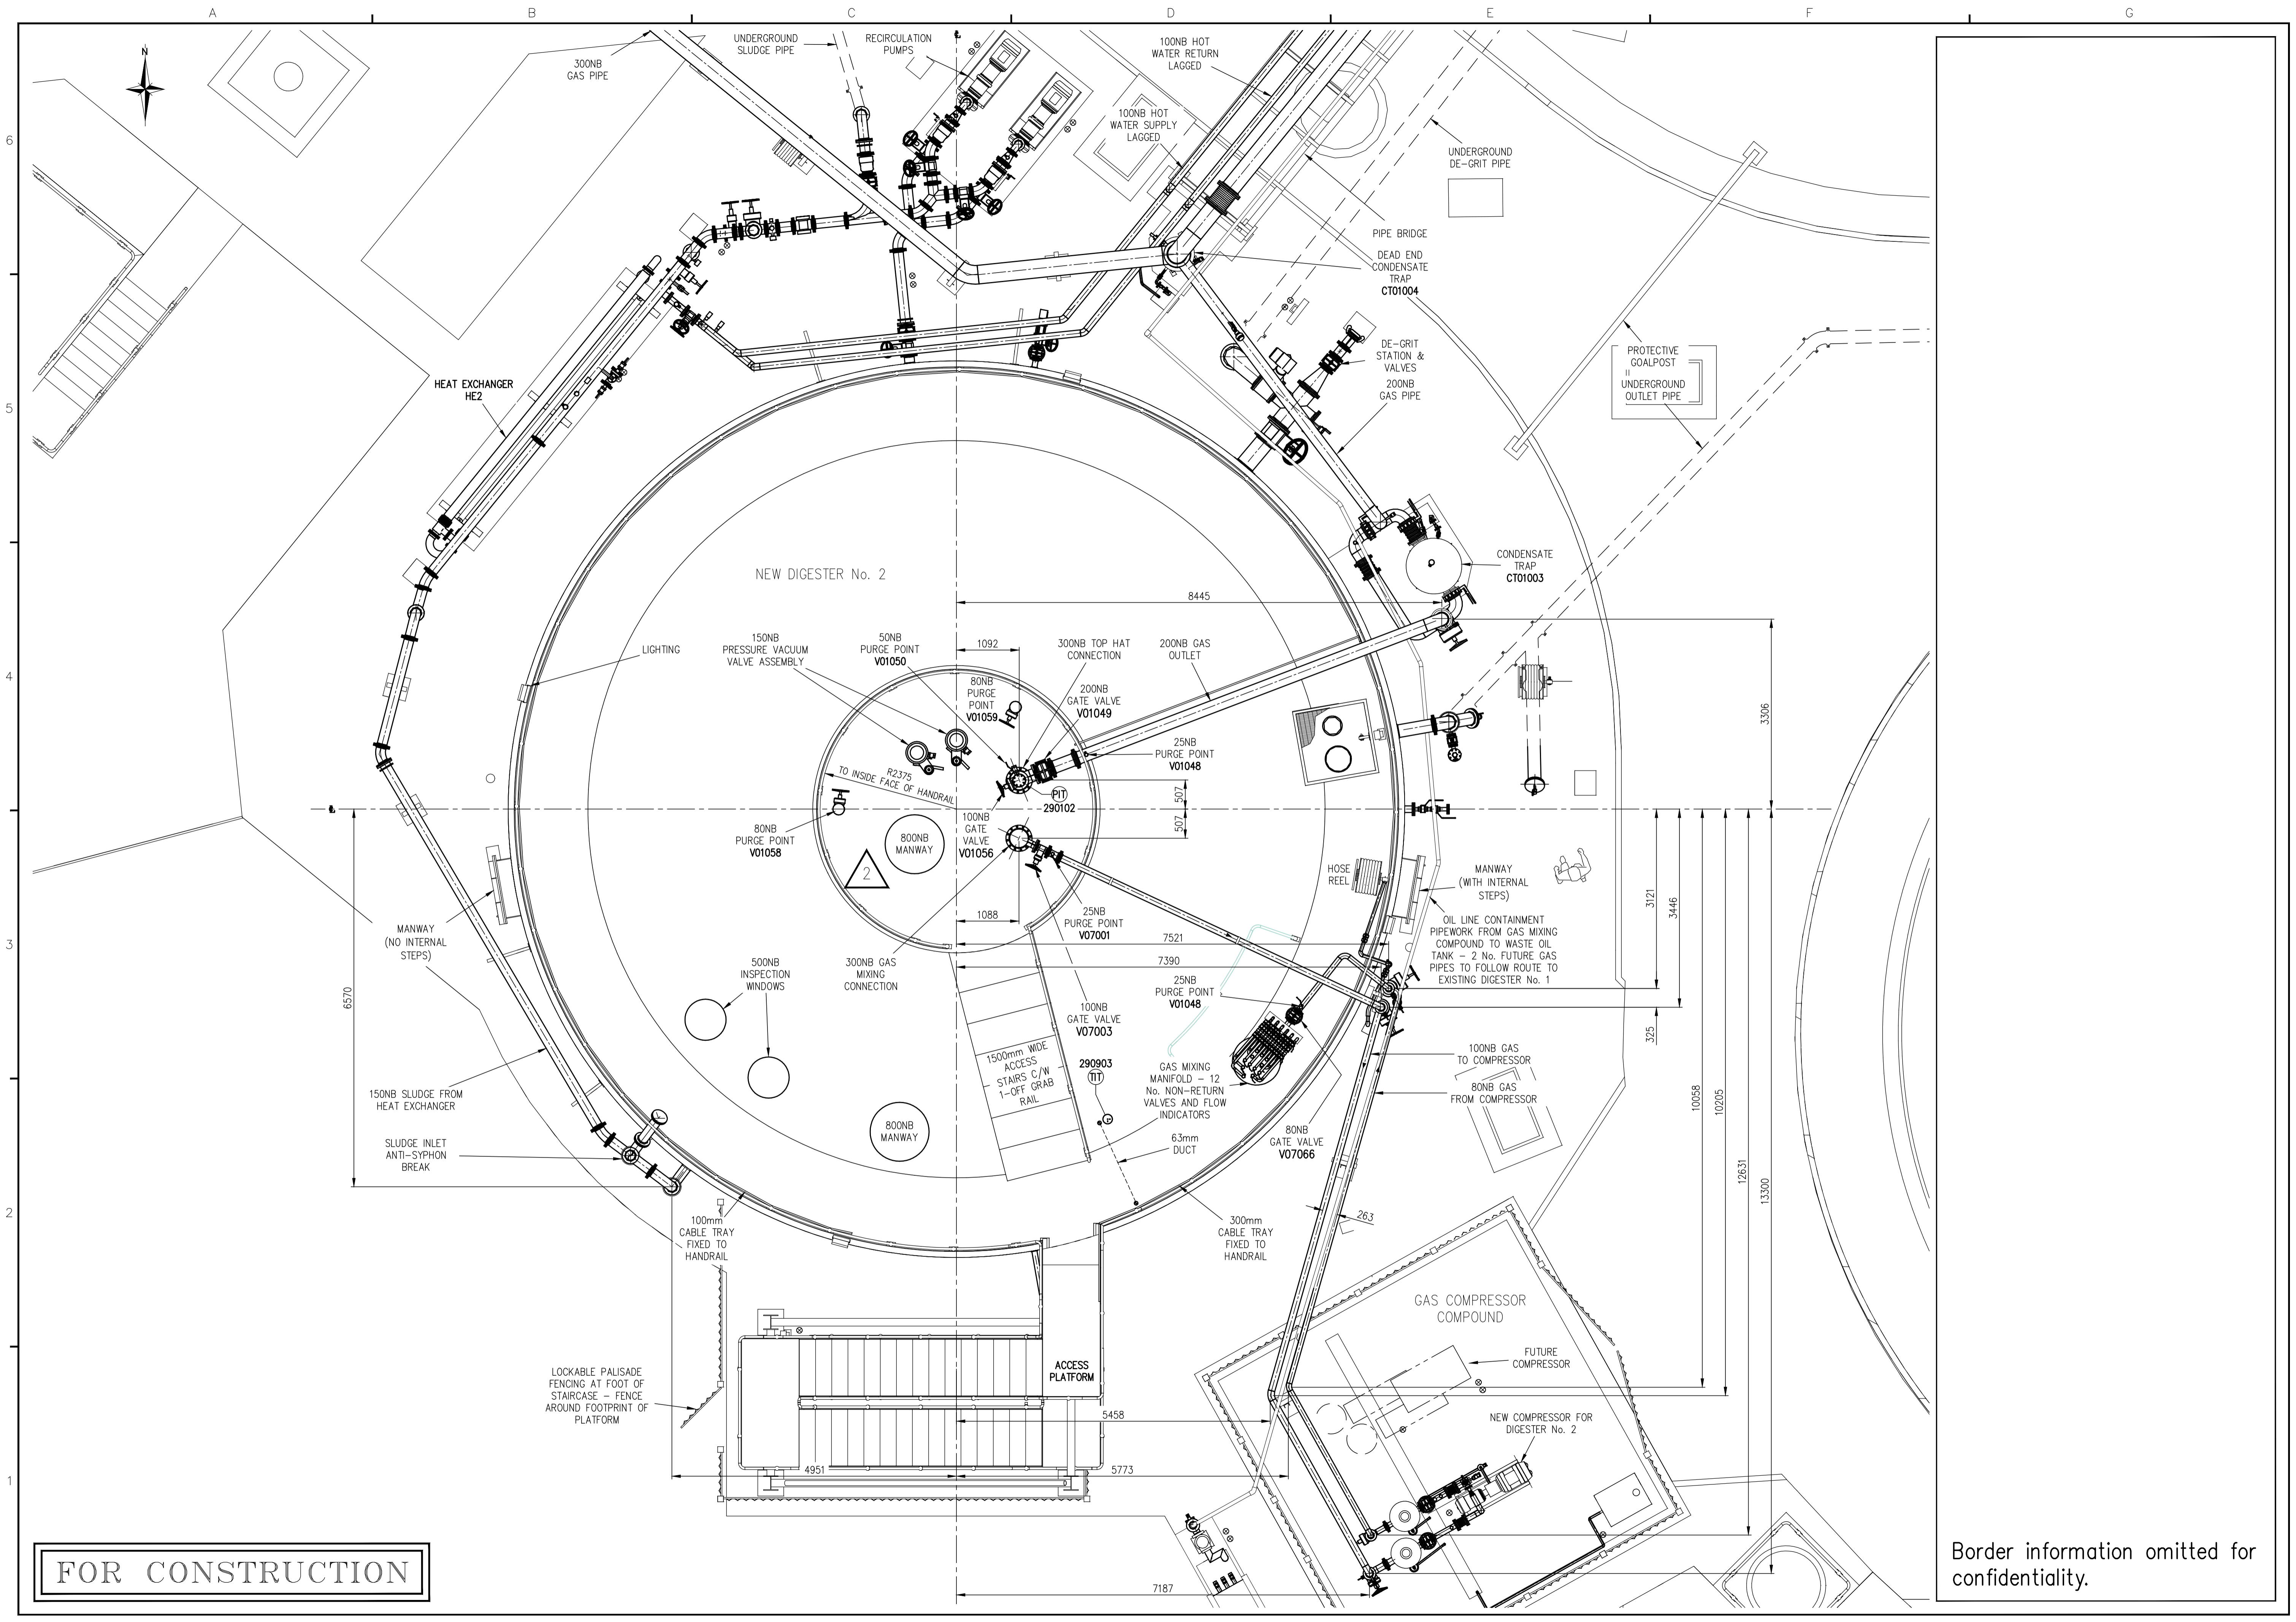 A
B
C
D
E
F
G
6
5
4
3
2
1
N
300NB
GAS PIPE
UNDERGROUND
SLUDGE PIPE
RECIRCULATION
PUMPS
100NB HOT
WATER RETURN
LAGGED
100NB HOT
WATER SUPPLY
LAGGED
UNDERGROUND
DE-GRIT PIPE
PIPE BRIDGE
DEAD END
CONDENSATE
TRAP
CT01004
DE-GRIT
STATION &
VALVES
200NB
GAS PIPE
PROTECTIVE
GOALPOST
UNDERGROUND
OUTLET PIPE
HEAT EXCHANGER
HE2
CONDENSATE
TRAP
CT01003
NEW DIGESTER No. 2
8445
LIGHTING
150NB
PRESSURE VACUUM
VALVE ASSEMBLY
50NB
PURGE POINT
V01050
1092
300NB TOP HAT
CONNECTION
200NB GAS
OUTLET
80NB
PURGE
POINT
V01059
200NB
GATE VALVE
V01049
25NB
PURGE POINT
V01048
3306
R2375
TO INSIDE FACE OF HANDRAIL
PIT
290102
507
507
80NB
PURGE POINT
V01058
100NB
GATE
VALVE
V01056
800NB
MANWAY
2
HOSE
REEL
MANWAY
(WITH INTERNAL
STEPS)
3121
3446
1088
25NB
PURGE POINT
V07001
OIL LINE CONTAINMENT
PIPEWORK FROM GAS MIXING
COMPOUND TO WASTE OIL
TANK - 2 No. FUTURE GAS
PIPES TO FOLLOW ROUTE TO
EXISTING DIGESTER No. 1
MANWAY
(NO INTERNAL
STEPS)
7521
7390
500NB
INSPECTION
WINDOWS
300NB GAS
MIXING
CONNECTION
25NB
PURGE POINT
V01048
6570
100NB
GATE VALVE
V07003
325
1500mm WIDE
ACCESS
STAIRS C/W
1-OFF GRAB
RAIL
290903
TIT
GAS MIXING
MANIFOLD - 12
No. NON-RETURN
VALVES AND FLOW
INDICATORS
100NB GAS
TO COMPRESSOR
80NB GAS
FROM COMPRESSOR
150NB SLUDGE FROM
HEAT EXCHANGER
10058
10205
12631
13300
800NB
MANWAY
63mm
DUCT
80NB
GATE VALVE
V07066
SLUDGE INLET
ANTI-SYPHON
BREAK
100mm
CABLE TRAY
FIXED TO
HANDRAIL
300mm
CABLE TRAY
FIXED TO
HANDRAIL
263
GAS COMPRESSOR
COMPOUND
FUTURE
COMPRESSOR
ACCESS
PLATFORM
LOCKABLE PALISADE
FENCING AT FOOT OF
STAIRCASE - FENCE
AROUND FOOTPRINT OF
PLATFORM
5458
NEW COMPRESSOR FOR
DIGESTER No. 2
4951
5773
7187
FOR CONSTRUCTION
Border information omitted for
confidentiality.